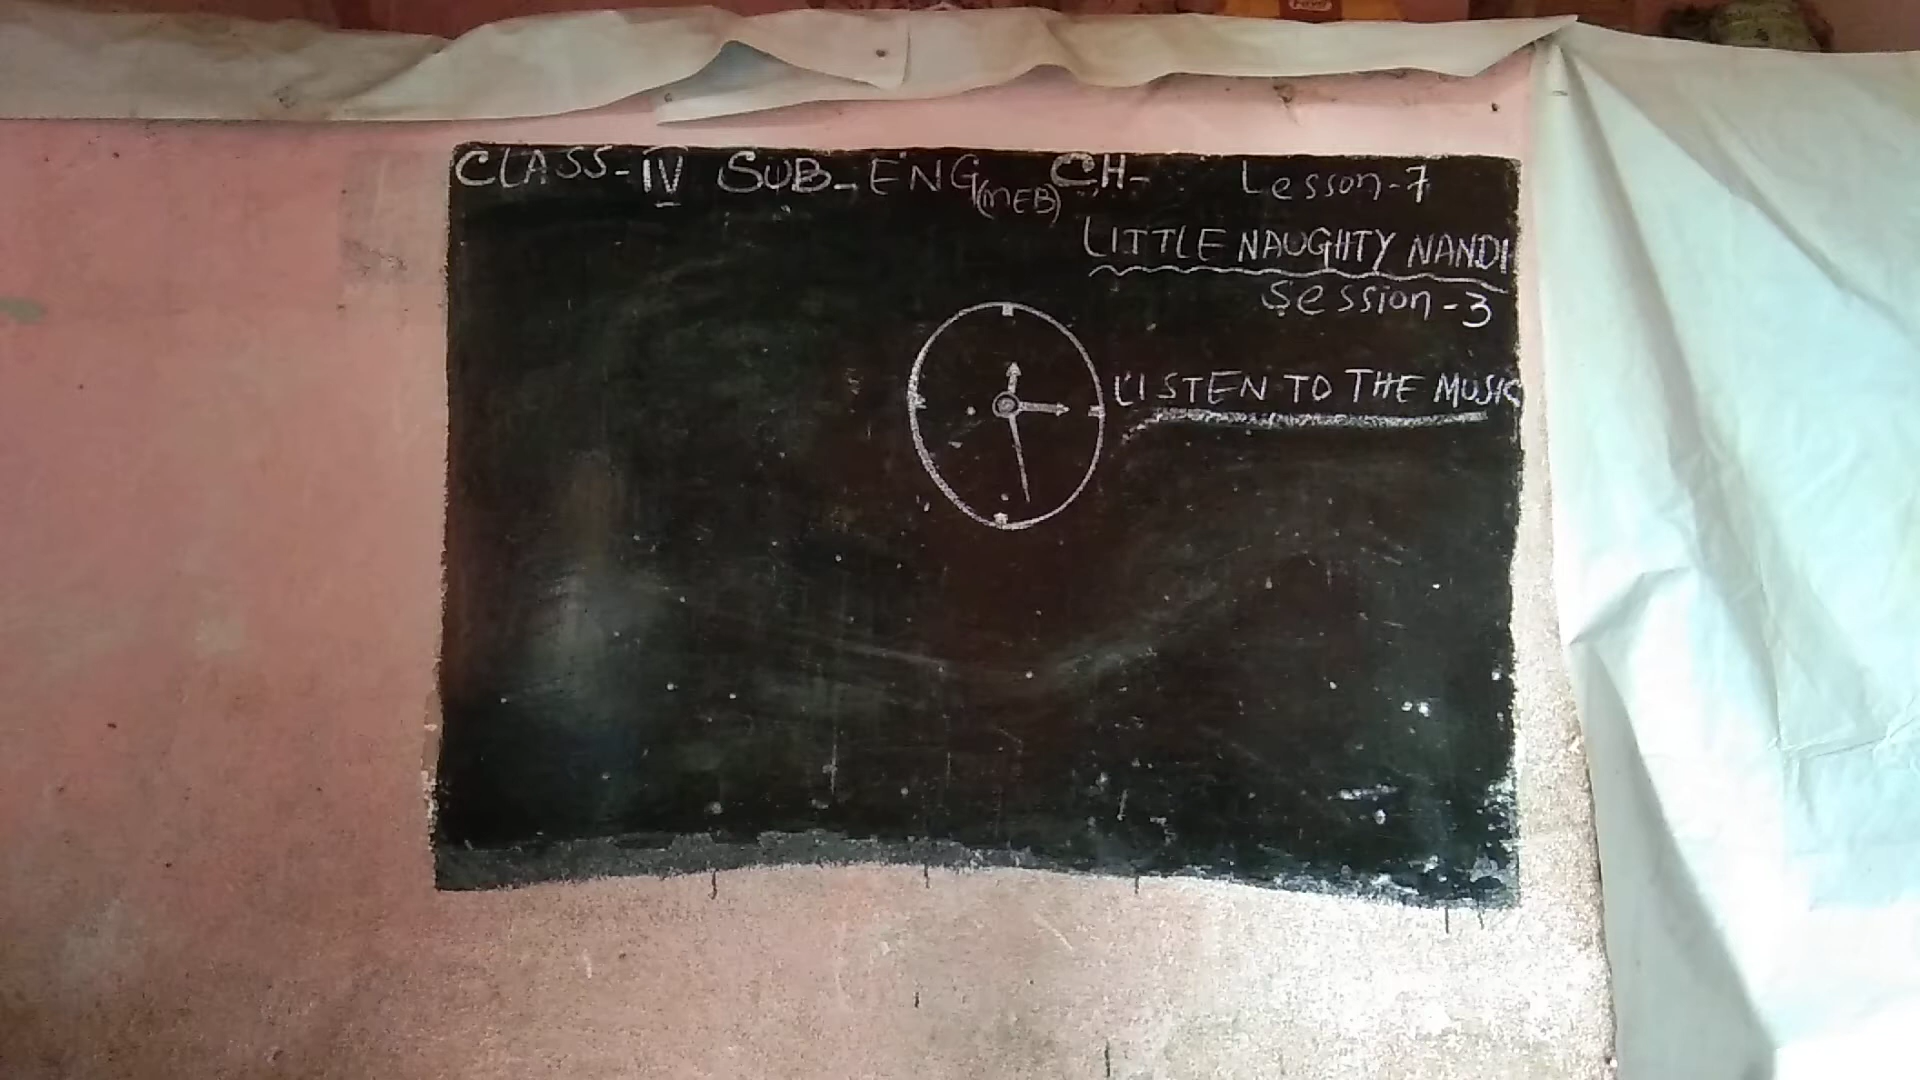 CLASS-IV SUB-ENG (MEB) CH- Lesson-7
LITTLE NAUGHTY NANDI
Session-3
LISTEN TO THE MUSIC